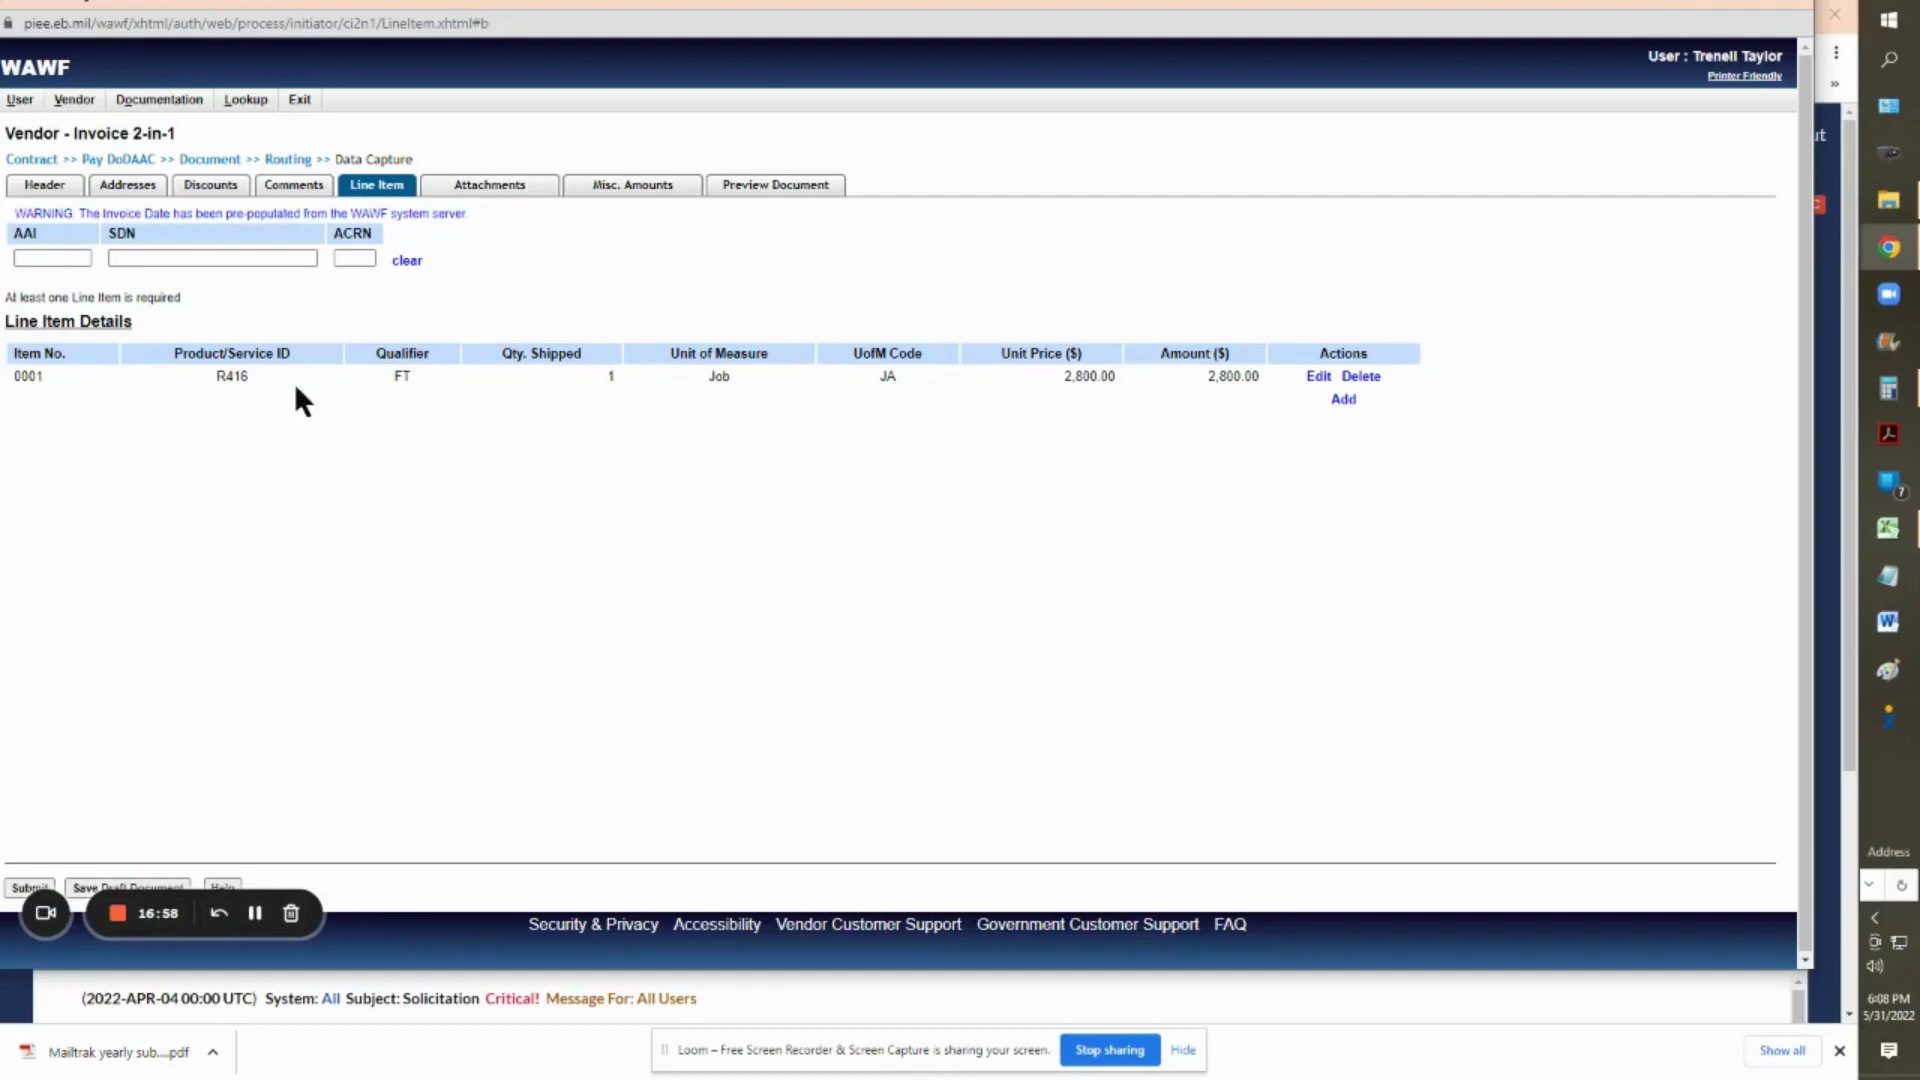 piee.eb.mil/wawf/xhtml/auth/web/process/initiator/ci2n1/LineItem.xhtml#b
WAWF
User : Trenell Taylor
Printer Friendly
User Vendor Documentation Lookup Exit
Vendor - Invoice 2-in-1
Contract >> Pay DoDAAC >> Document >> Routing >> Data Capture
Header Addresses Discounts Comments Line Item Attachments Misc. Amounts Preview Document
WARNING: The Invoice Date has been pre-populated from the WAWF system server.
AAI SDN ACRN
clear
At least one Line Item is required
Line Item Details
Item No. Product/Service ID Qualifier Qty. Shipped Unit of Measure UofM Code Unit Price ($) Amount ($) Actions
0001 R416 FT 1 Job JA 2,800.00 2,800.00 Edit Delete
Add
Submit Save Draft Document Help
16:58
Security & Privacy Accessibility Vendor Customer Support Government Customer Support FAQ
(2022-APR-04 00:00 UTC) System: All Subject: Solicitation Critical! Message For: All Users
Mailtrak yearly sub....pdf
Loom – Free Screen Recorder & Screen Capture is sharing your screen. Stop sharing Hide
Show all
ut
7
Address
6:08 PM
5/31/2022